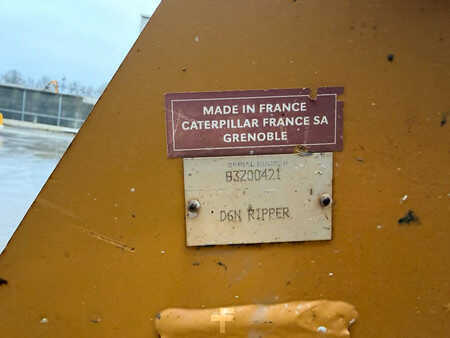 MADE IN FRANCE
CATERPILLAR FRANCE SA
GRENOBLE
SERIAL NUMBER
B3Z00421
D6N RIPPER